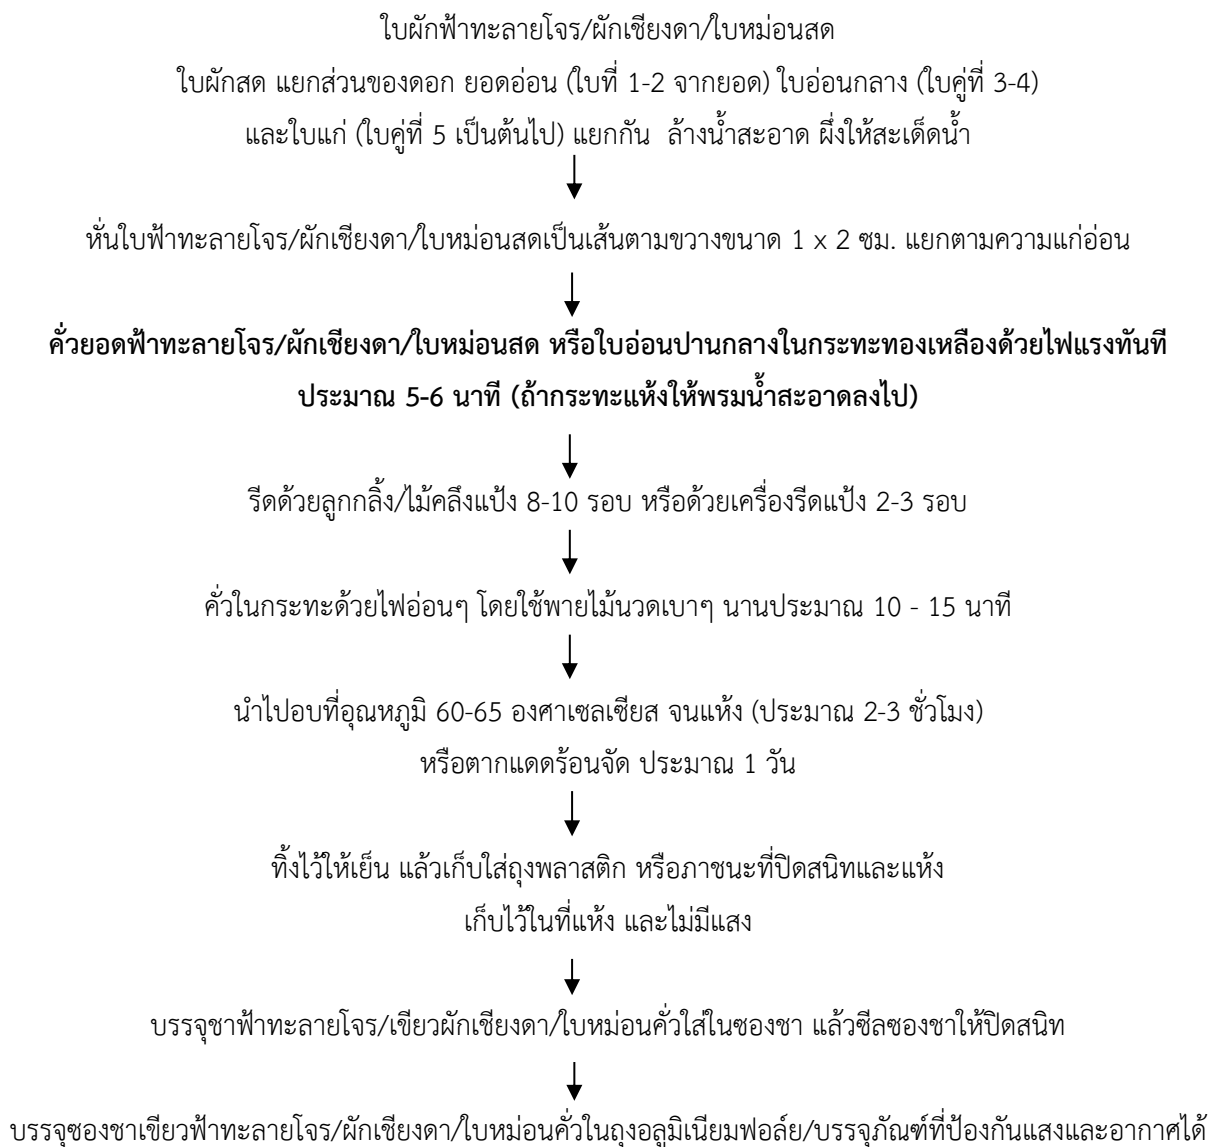 ใบผักฟ้าทะลายโจร/ผักเชียงดา/ใบหม่อนสด
ใบผักสด แยกส่วนของดอก ยอดอ่อน (ใบที่ 1-2 จากยอด) ใบอ่อนกลาง (ใบคู่ที่ 3-4)
และใบแก่ (ใบคู่ที่ 5 เป็นต้นไป) แยกกัน ล้างน้ำสะอาด ผึ่งให้สะเด็ดน้ำ
หั่นใบฟ้าทะลายโจร/ผักเชียงดา/ใบหม่อนสดเป็นเส้นตามขวางขนาด 1 x 2 ซม. แยกตามความแก่อ่อน
คั่วยอดฟ้าทะลายโจร/ผักเชียงดา/ใบหม่อนสด หรือใบอ่อนปานกลางในกระทะทองเหลืองด้วยไฟแรงทันที
ประมาณ 5-6 นาที (ถ้ากระทะแห้งให้พรมน้ำสะอาดลงไป)
รีดด้วยลูกกลิ้ง/ไม้คลึงแป้ง 8-10 รอบ หรือด้วยเครื่องรีดแป้ง 2-3 รอบ
คั่วในกระทะด้วยไฟอ่อนๆ โดยใช้พายไม้นวดเบาๆ นานประมาณ 10 - 15 นาที
นำไปอบที่อุณหภูมิ 60-65 องศาเซลเซียส จนแห้ง (ประมาณ 2-3 ชั่วโมง)
หรือตากแดดร้อนจัด ประมาณ 1 วัน
ทิ้งไว้ให้เย็น แล้วเก็บใส่ถุงพลาสติก หรือภาชนะที่ปิดสนิทและแห้ง
เก็บไว้ในที่แห้ง และไม่มีแสง
บรรจุชาฟ้าทะลายโจร/เขียวผักเชียงดา/ใบหม่อนคั่วใส่ในซองชา แล้วซีลซองชาให้ปิดสนิท
บรรจุซองชาเขียวฟ้าทะลายโจร/ผักเชียงดา/ใบหม่อนคั่วในถุงอลูมิเนียมฟอล์ย/บรรจุภัณฑ์ที่ป้องกันแสงและอากาศได้